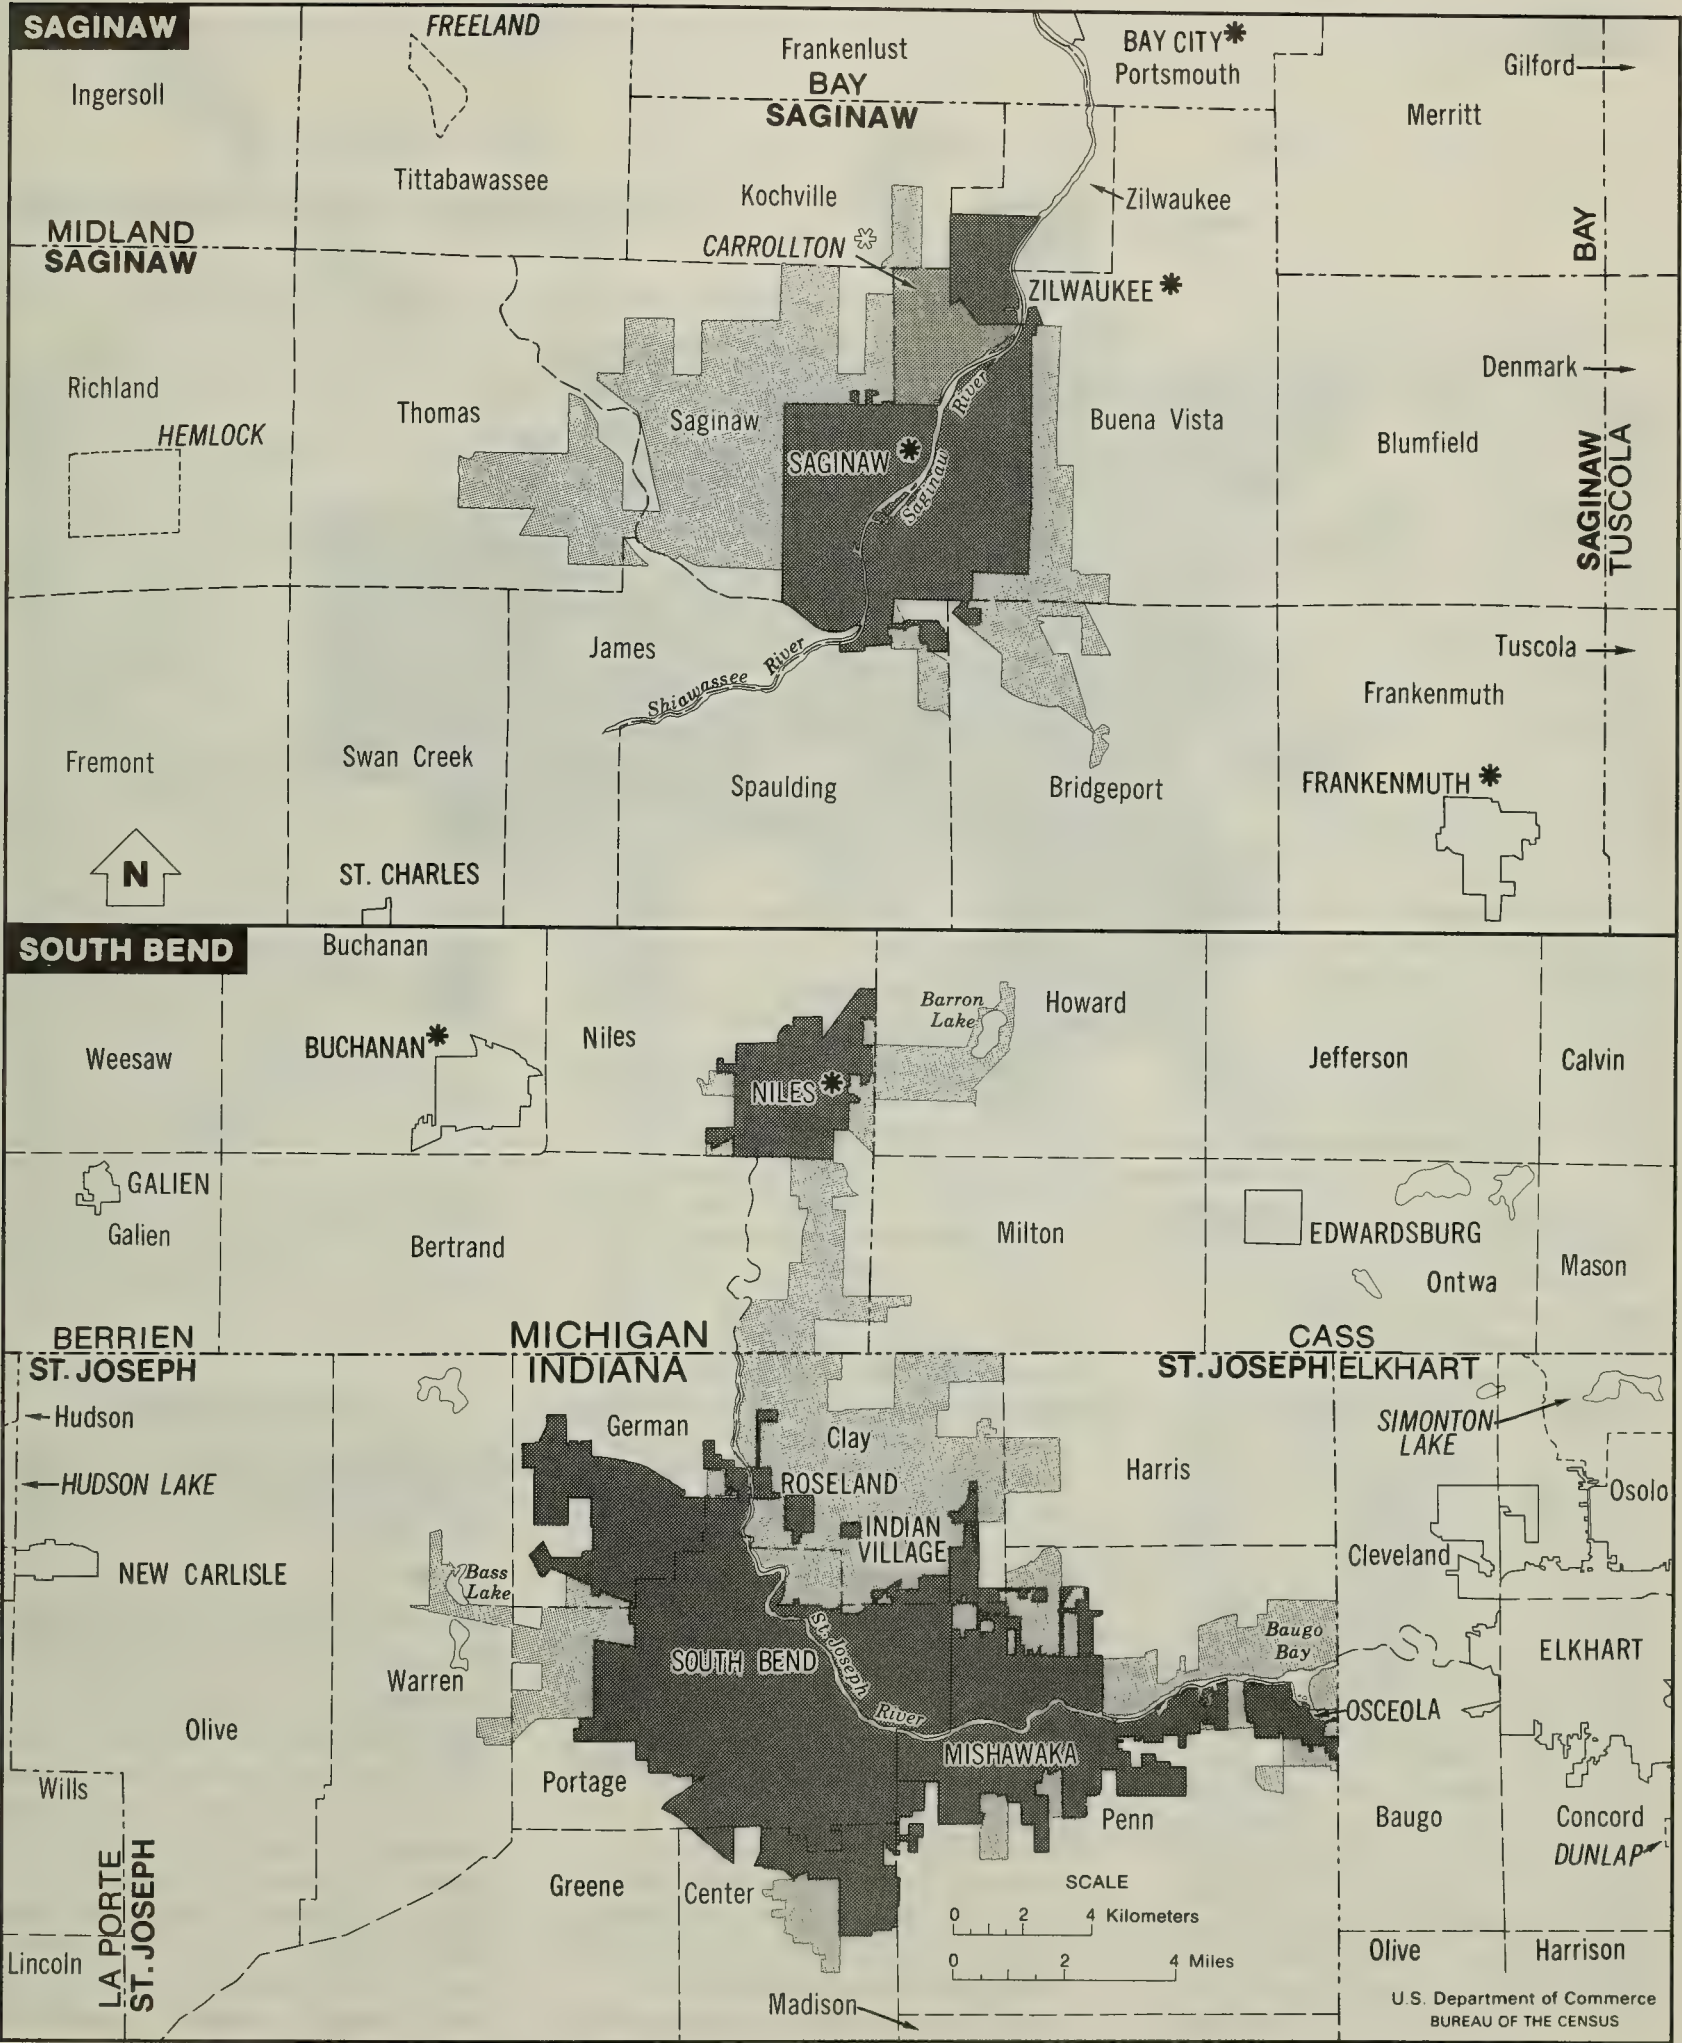 SAGINAW
FREELAND
Frankenlust
BAY CITY*
Portsmouth
Gilford
Ingersoll
BAY
SAGINAW
Merritt
Tittabawassee
Kochville
Zilwaukee
BAY
MIDLAND
SAGINAW
CARROLLTON
ZILWAUKEE*
Denmark
Richland
Thomas
Saginaw
River
Buena Vista
HEMLOCK
Blumfield
SAGINAW*
Saginaw
SAGINAW
TUSCOLA
James
Shiawassee River
Tuscola
Frankenmuth
Fremont
Swan Creek
Spaulding
Bridgeport
FRANKENMUTH*
N
ST. CHARLES
SOUTH BEND
Buchanan
Barron
Lake
Howard
BUCHANAN*
Niles
Weesaw
Jefferson
Calvin
NILES*
GALIEN
Galien
Bertrand
Milton
EDWARDSBURG
Ontwa
Mason
BERRIEN
ST. JOSEPH
MICHIGAN
INDIANA
CASS
ST. JOSEPH
ELKHART
Hudson
German
Clay
SIMONTON
LAKE
HUDSON LAKE
ROSELAND
Harris
Osolo
INDIAN
VILLAGE
NEW CARLISLE
Bass
Lake
Cleveland
SOUTH BEND
St. Joseph
River
Baugo
Bay
ELKHART
Warren
OSCEOLA
Olive
MISHAWAKA
Wills
Portage
Penn
Baugo
Concord
DUNLAP
Greene
Center
SCALE
0 2 4 Kilometers
0 2 4 Miles
LA PORTE
ST. JOSEPH
Lincoln
Olive
Harrison
Madison
U.S. Department of Commerce
BUREAU OF THE CENSUS